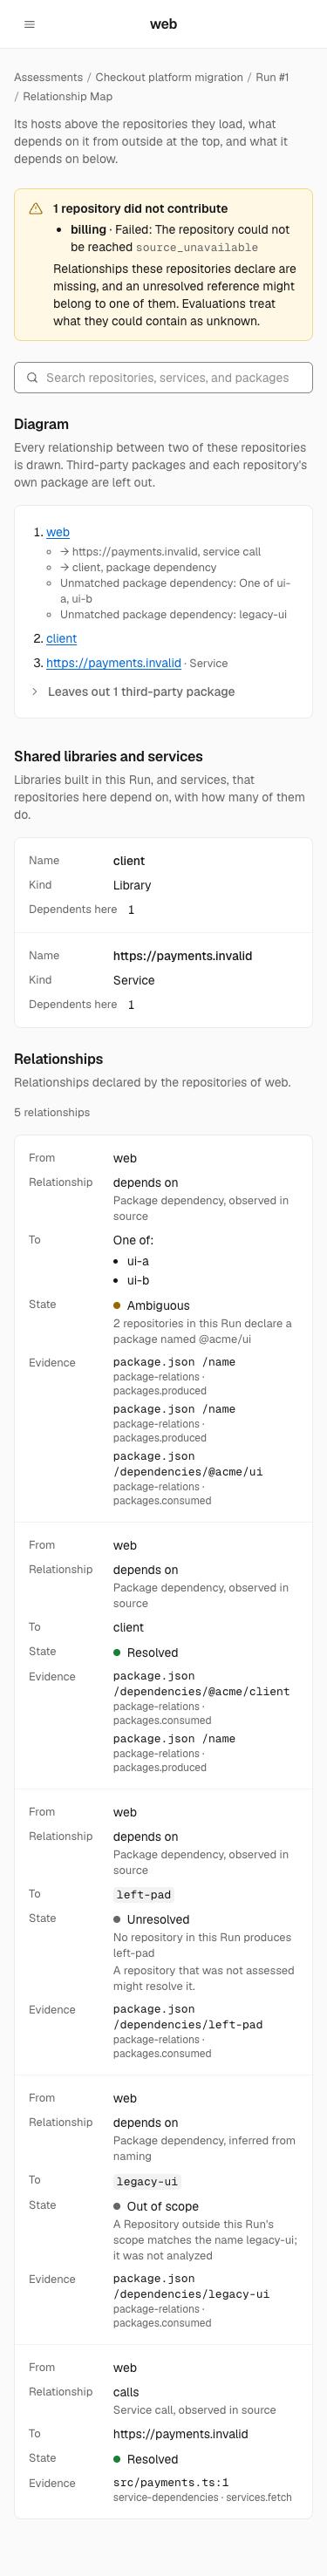 web
Assessments / Checkout platform migration / Run #1
/ Relationship Map
Its hosts above the repositories they load, what
depends on it from outside at the top, and what it
depends on below.
1 repository did not contribute
• billing · Failed: The repository could not
be reached source_unavailable
Relationships these repositories declare are
missing, and an unresolved reference might
belong to one of them. Evaluations treat
what they could contain as unknown.
Search repositories, services, and packages
Diagram
Every relationship between two of these repositories
is drawn. Third-party packages and each repository's
own package are left out.
1. web
→ https://payments.invalid, service call
→ client, package dependency
Unmatched package dependency: One of ui-
a, ui-b
Unmatched package dependency: legacy-ui
2. client
3. https://payments.invalid · Service
Leaves out 1 third-party package
Shared libraries and services
Libraries built in this Run, and services, that
repositories here depend on, with how many of them
do.
Name client
Kind Library
Dependents here 1
Name https://payments.invalid
Kind Service
Dependents here 1
Relationships
Relationships declared by the repositories of web.
5 relationships
From web
Relationship depends on
Package dependency, observed in
source
To One of:
• ui-a
• ui-b
State Ambiguous
2 repositories in this Run declare a
package named @acme/ui
Evidence package.json /name
package-relations ·
packages.produced
package.json /name
package-relations ·
packages.produced
package.json
/dependencies/@acme/ui
package-relations ·
packages.consumed
From web
Relationship depends on
Package dependency, observed in
source
To client
State Resolved
Evidence package.json
/dependencies/@acme/client
package-relations ·
packages.consumed
package.json /name
package-relations ·
packages.produced
From web
Relationship depends on
Package dependency, observed in
source
To left-pad
State Unresolved
No repository in this Run produces
left-pad
A repository that was not assessed
might resolve it.
Evidence package.json
/dependencies/left-pad
package-relations ·
packages.consumed
From web
Relationship depends on
Package dependency, inferred from
naming
To legacy-ui
State Out of scope
A Repository outside this Run's
scope matches the name legacy-ui;
it was not analyzed
Evidence package.json
/dependencies/legacy-ui
package-relations ·
packages.consumed
From web
Relationship calls
Service call, observed in source
To https://payments.invalid
State Resolved
Evidence src/payments.ts:1
service-dependencies · services.fetch